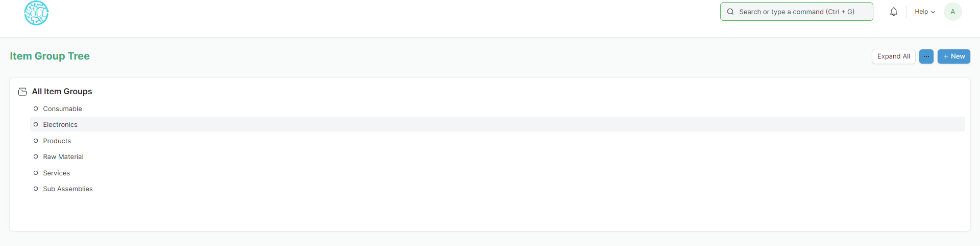 Search or type a command (Ctrl + G)
Help
A
Item Group Tree
Expand All
...
+ New
All Item Groups
Consumable
Electronics
Products
Raw Material
Services
Sub Assemblies